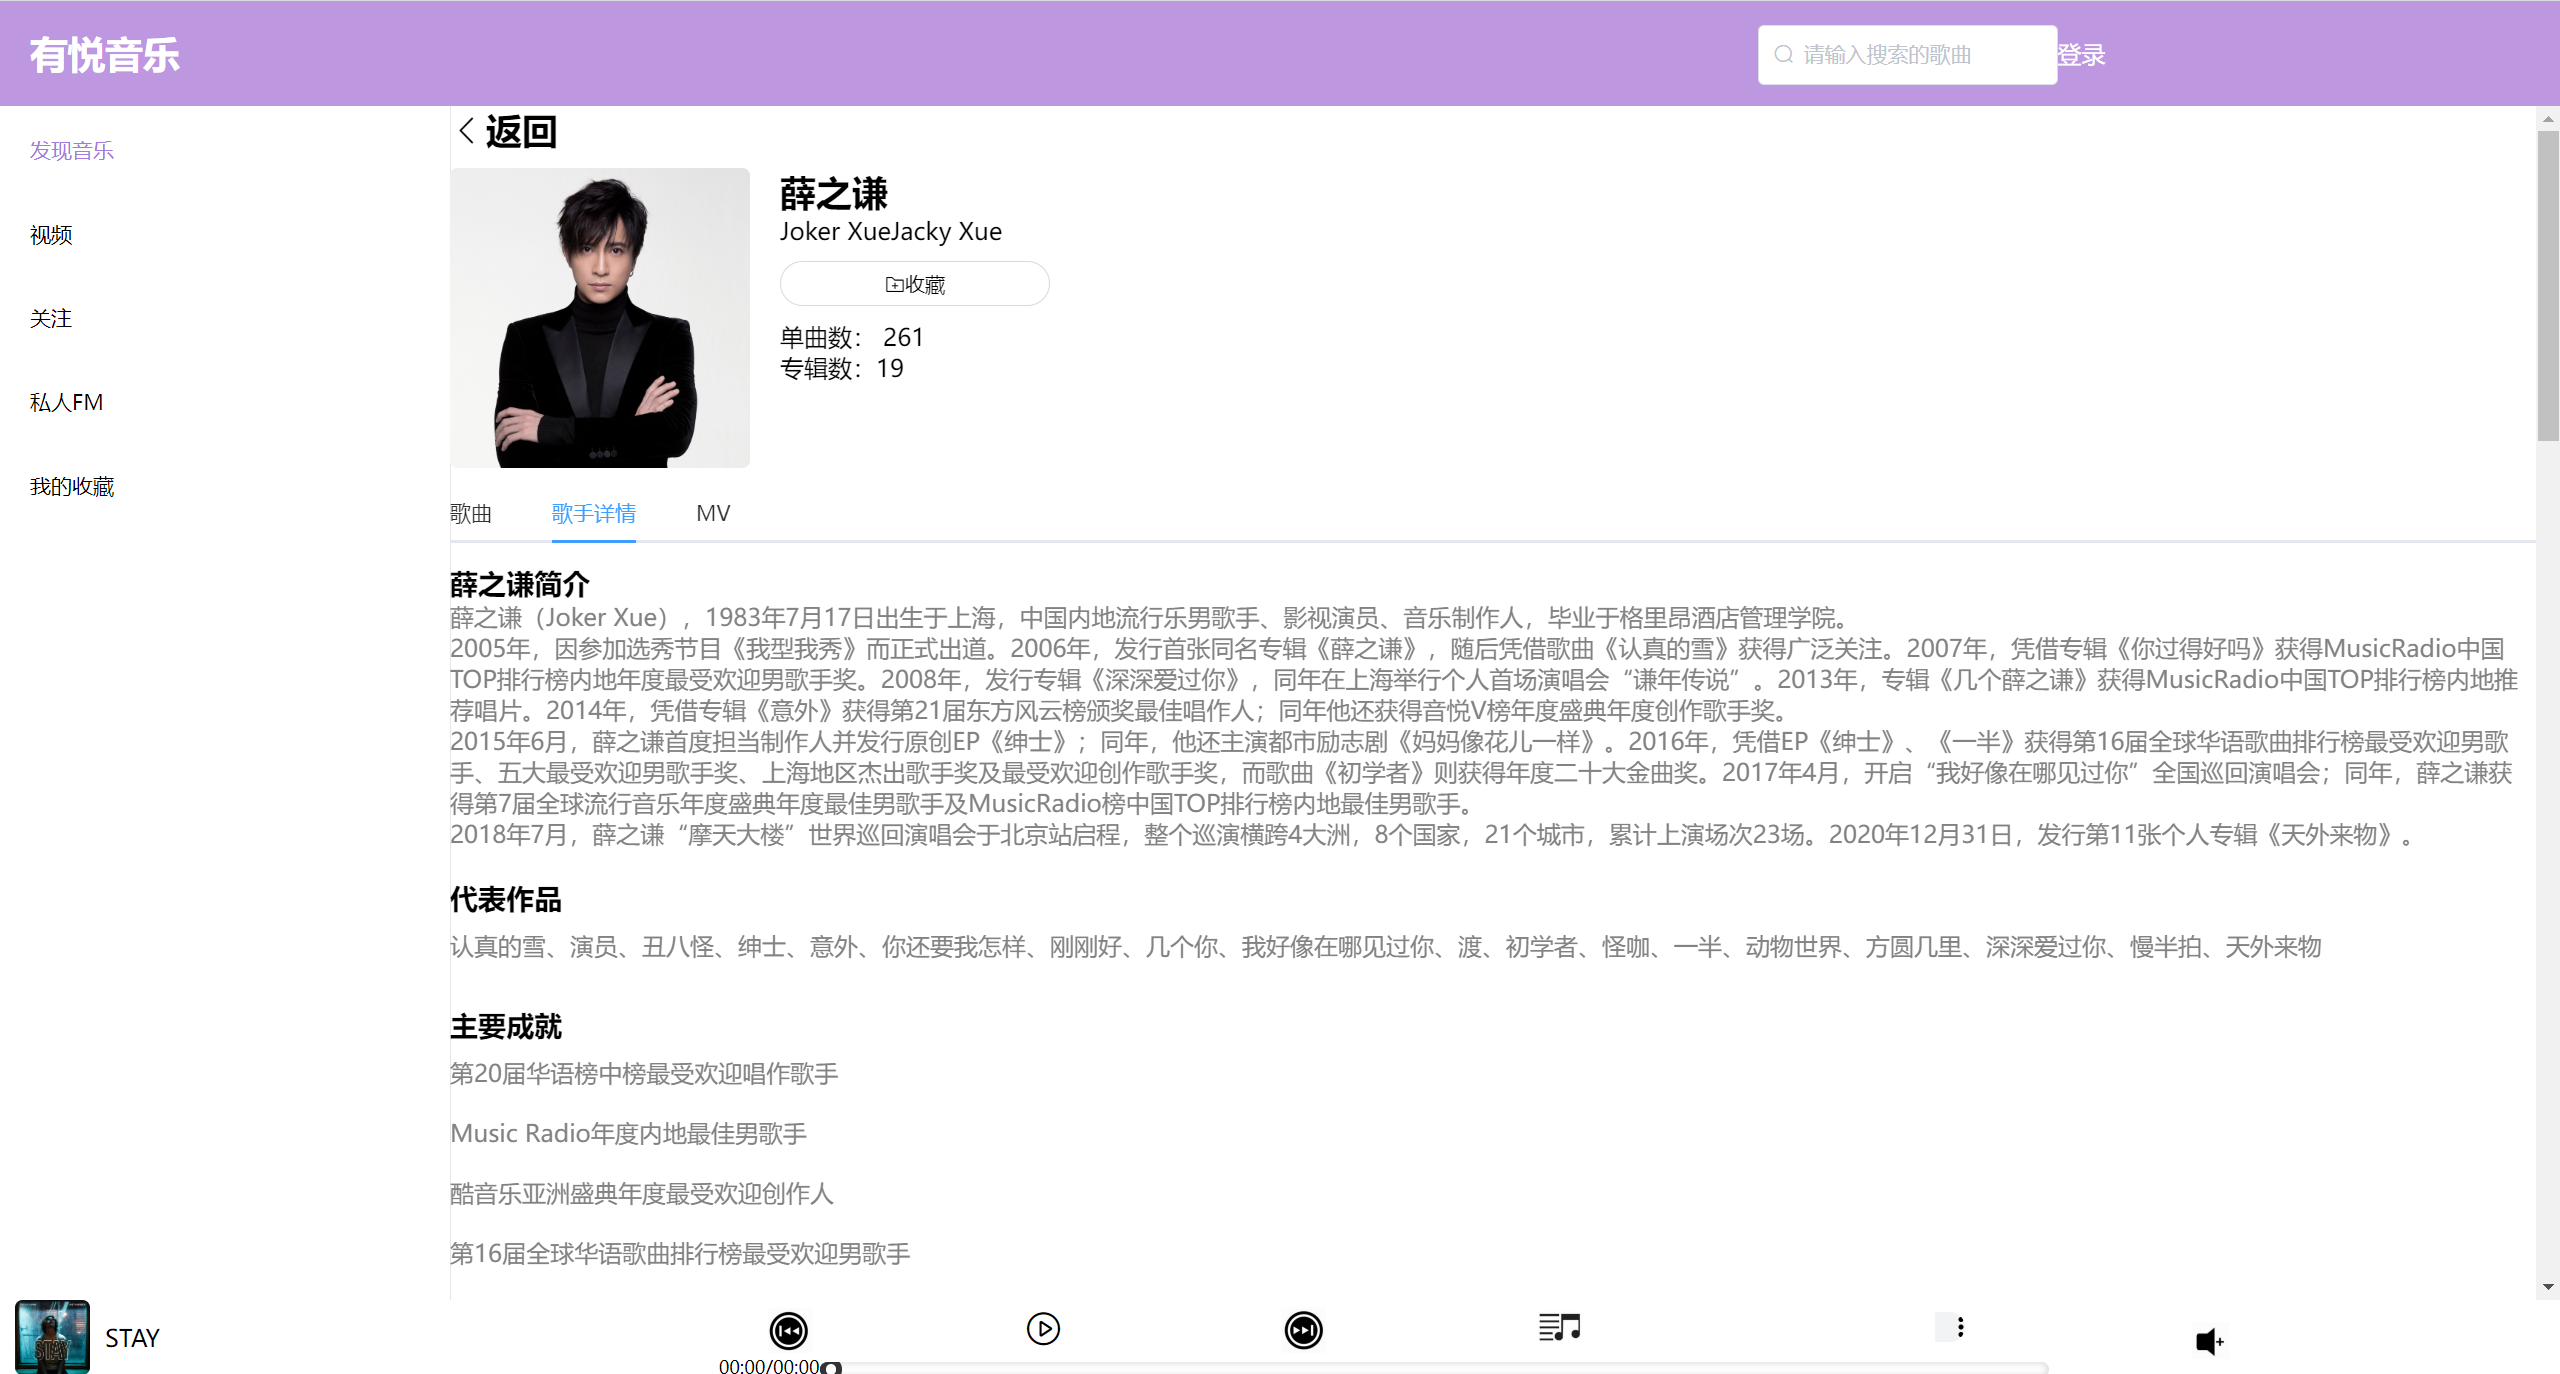 有悦音乐
请输入搜索的歌曲
登录
发现音乐
视频
关注
私人FM
我的收藏
返回
薛之谦
Joker XueJacky Xue
收藏
单曲数： 261
专辑数：19
歌曲 歌手详情 MV
薛之谦简介
薛之谦（Joker Xue），1983年7月17日出生于上海，中国内地流行乐男歌手、影视演员、音乐制作人，毕业于格里昂酒店管理学院。
2005年，因参加选秀节目《我型我秀》而正式出道。2006年，发行首张同名专辑《薛之谦》，随后凭借歌曲《认真的雪》获得广泛关注。2007年，凭借专辑《你过得好吗》获得MusicRadio中国
TOP排行榜内地年度最受欢迎男歌手奖。2008年，发行专辑《深深爱过你》，同年在上海举行个人首场演唱会“谦年传说”。2013年，专辑《几个薛之谦》获得MusicRadio中国TOP排行榜内地推
荐唱片。2014年，凭借专辑《意外》获得第21届东方风云榜颁奖最佳唱作人；同年他还获得音悦V榜年度盛典年度创作歌手奖。
2015年6月，薛之谦首度担当制作人并发行原创EP《绅士》；同年，他还主演都市励志剧《妈妈像花儿一样》。2016年，凭借EP《绅士》、《一半》获得第16届全球华语歌曲排行榜最受欢迎男歌
手、五大最受欢迎男歌手奖、上海地区杰出歌手奖及最受欢迎创作歌手奖，而歌曲《初学者》则获得年度二十大金曲奖。2017年4月，开启“我好像在哪见过你”全国巡回演唱会；同年，薛之谦获
得第7届全球流行音乐年度盛典年度最佳男歌手及MusicRadio榜中国TOP排行榜内地最佳男歌手。
2018年7月，薛之谦“摩天大楼”世界巡回演唱会于北京站启程，整个巡演横跨4大洲，8个国家，21个城市，累计上演场次23场。2020年12月31日，发行第11张个人专辑《天外来物》。
代表作品
认真的雪、演员、丑八怪、绅士、意外、你还要我怎样、刚刚好、几个你、我好像在哪见过你、渡、初学者、怪咖、一半、动物世界、方圆几里、深深爱过你、慢半拍、天外来物
主要成就
第20届华语榜中榜最受欢迎唱作歌手
Music Radio年度内地最佳男歌手
酷音乐亚洲盛典年度最受欢迎创作人
第16届全球华语歌曲排行榜最受欢迎男歌手
STAY
STAY
00:00/00:00